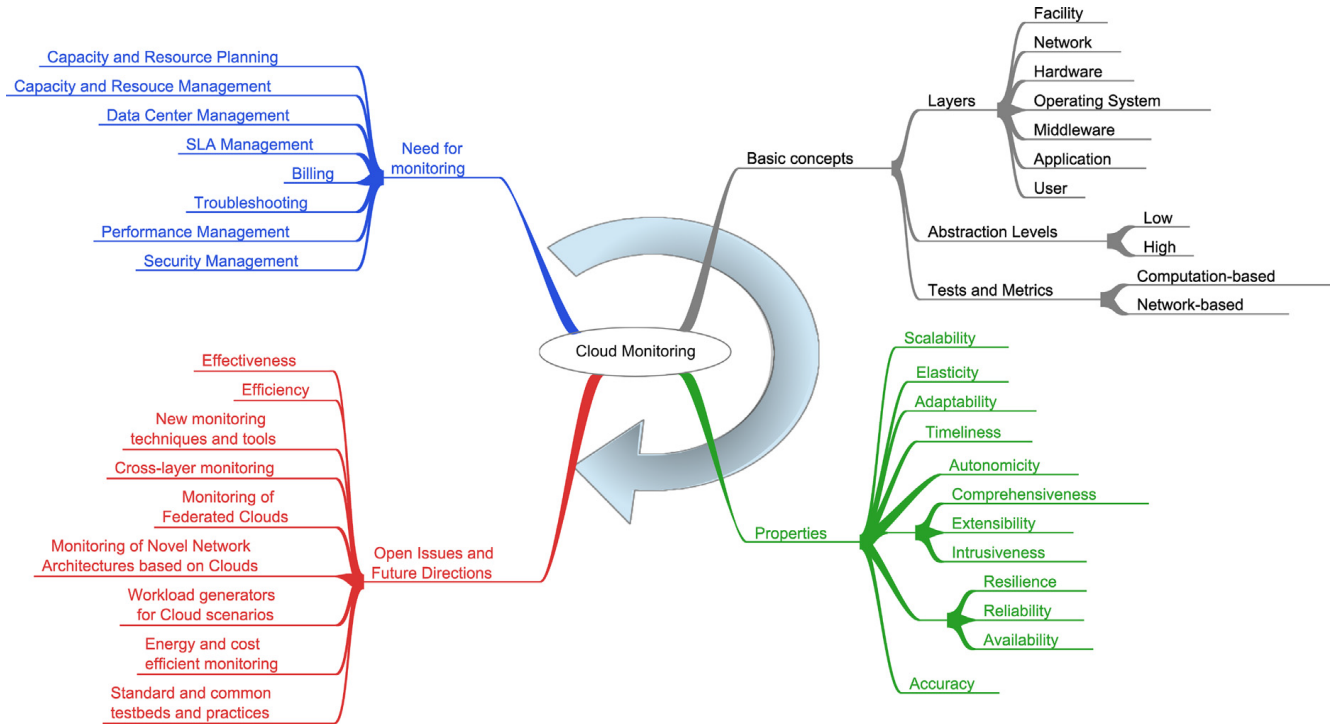 Capacity and Resource Planning
Capacity and Resouce Management
Data Center Management
SLA Management
Billing
Troubleshooting
Performance Management
Security Management
Need for
monitoring
Basic concepts
Layers
Facility
Network
Hardware
Operating System
Middleware
Application
User
Abstraction Levels
Low
High
Tests and Metrics
Computation-based
Network-based
Cloud Monitoring
Effectiveness
Efficiency
New monitoring
techniques and tools
Cross-layer monitoring
Monitoring of
Federated Clouds
Monitoring of Novel Network
Architectures based on Clouds
Workload generators
for Cloud scenarios
Energy and cost
efficient monitoring
Standard and common
testbeds and practices
Open Issues and
Future Directions
Properties
Scalability
Elasticity
Adaptability
Timeliness
Autonomicity
Comprehensiveness
Extensibility
Intrusiveness
Resilience
Reliability
Availability
Accuracy